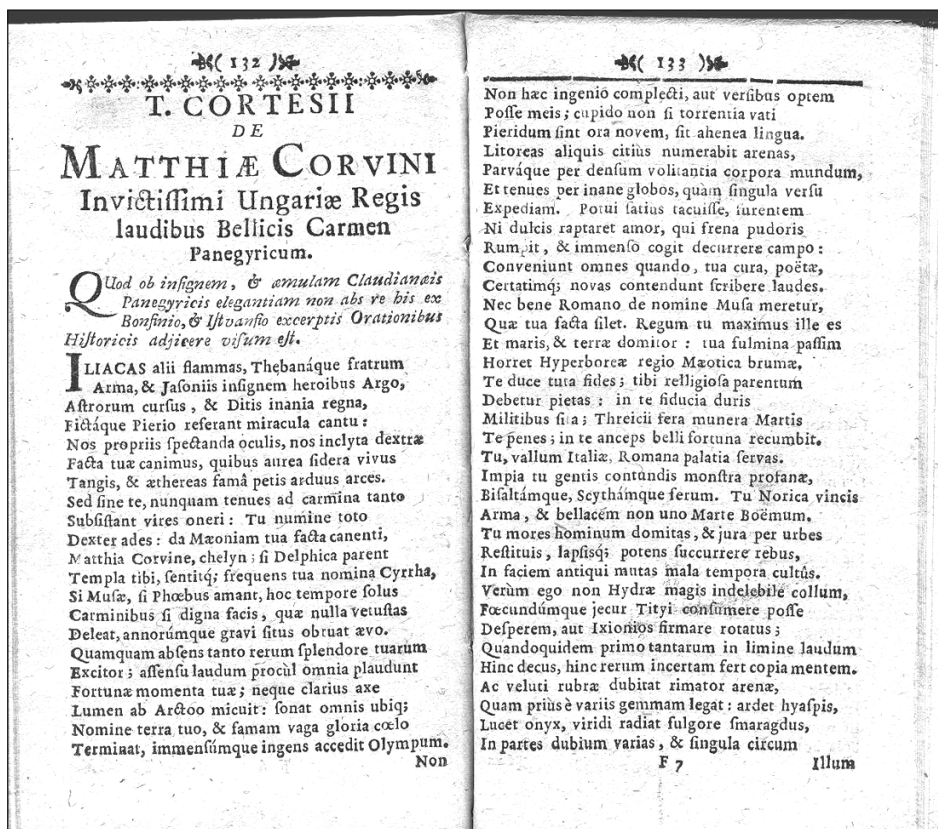 ( 132 )
T. CORTESII
DE
MATTHIÆ CORVINI
Invictissimi Ungariæ Regis
laudibus Bellicis Carmen
Panegyricum.
QUod ob insignem, & æmulam Claudianæis
Panegyricis elegantiam non abs re his ex
Bonfinio, & Istvanfio excerptis Orationibus
Historicis adjicere visum est.
ILIACAS alii flammas, Thebanáque fratrum
Arma, & Jasoniis insignem heroibus Argo,
Astrorum cursus, & Ditis inania regna,
Fictáque Pierio referant miracula cantu:
Nos propriis spectanda oculis, nos inclyta dextræ
Facta tuæ canimus, quibus aurea sidera vivus
Tangis, & æthereas famâ petis arduus arces.
Sed sine te, nunquam tenues ad carmina tanto
Subsistant vires oneri: Tu numine toto
Dexter ades: da Mæoniam tua facta canenti,
Matthia Corvine, chelyn; si Delphica parent
Templa tibi, sentitq; frequens tua nomina Cyrrha,
Si Musæ, si Phœbus amant, hoc tempore solus
Carminibus si digna facis, quæ nulla vetustas
Deleat, annorúmque gravi situs obruat ævo.
Quamquam absens tanto rerum splendore tuarum
Excitor; assensu laudum procùl omnia plaudunt
Fortunæ momenta tuæ; neque clarius axe
Lumen ab Arctoo micuit: sonat omnis ubiq;
Nomine terra tuo, & famam vaga gloria cœlo
Terminat, immensúmque ingens accedit Olympum.
Non
( 133 )
Non hæc ingenio complecti, aut versibus optem
Posse meis; cupido non si torrentia vati
Pieridum sint ora novem, sit ahenea lingua.
Litoreas aliquis citiùs numerabit arenas,
Parváque per densum volitantia corpora mundum,
Et tenues per inane globos, quàm singula versu
Expediam. Potui satius tacuisse, furentem
Ni dulcis raptaret amor, qui frena pudoris
Rumpit, & immenso cogit decurrere campo:
Conveniunt omnes quando, tua cura, poëtæ,
Certatimq; novas contendunt scribere laudes.
Nec bene Romano de nomine Musa meretur,
Quæ tua facta silet. Regum tu maximus ille es
Et maris, & terræ domitor: tua fulmina passim
Horret Hyperboreæ regio Mæotica brumæ.
Te duce tuta fides; tibi relligiosa parentum
Debetur pietas: in te fiducia duris
Militibus sita; Threicii fera munera Martis
Te penes; in te anceps belli fortuna recumbit.
Tu, vallum Italiæ, Romana palatia servas.
Impia tu gentis contundis monstra profanæ,
Bisaltámque, Scythámque ferum. Tu Norica vincis
Arma, & bellacem non uno Marte Boëmum.
Tu mores hominum domitas, & jura per urbes
Restituis, lapsisq; potens succurrere rebus,
In faciem antiqui mutas mala tempora cultûs.
Verùm ego non Hydræ magis indelebile collum,
Fœcundúmque jecur Tityi consumere posse
Desperem, aut Ixionios firmare rotatus;
Quandoquidem primo tantarum in limine laudum
Hinc decus, hinc rerum incertam fert copia mentem.
Ac veluti rubræ dubitat rimator arenæ,
Quam priùs è variis gemmam legat: ardet hyaspis,
Lucet onyx, viridi radiat fulgore smaragdus,
In partes dubium varias, & singula circum
F 7 Illum